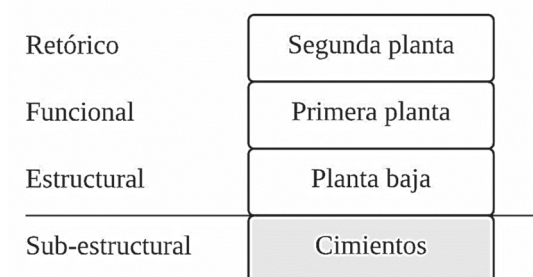 Retórico Segunda planta
Funcional Primera planta
Estructural Planta baja
Sub-estructural Cimientos